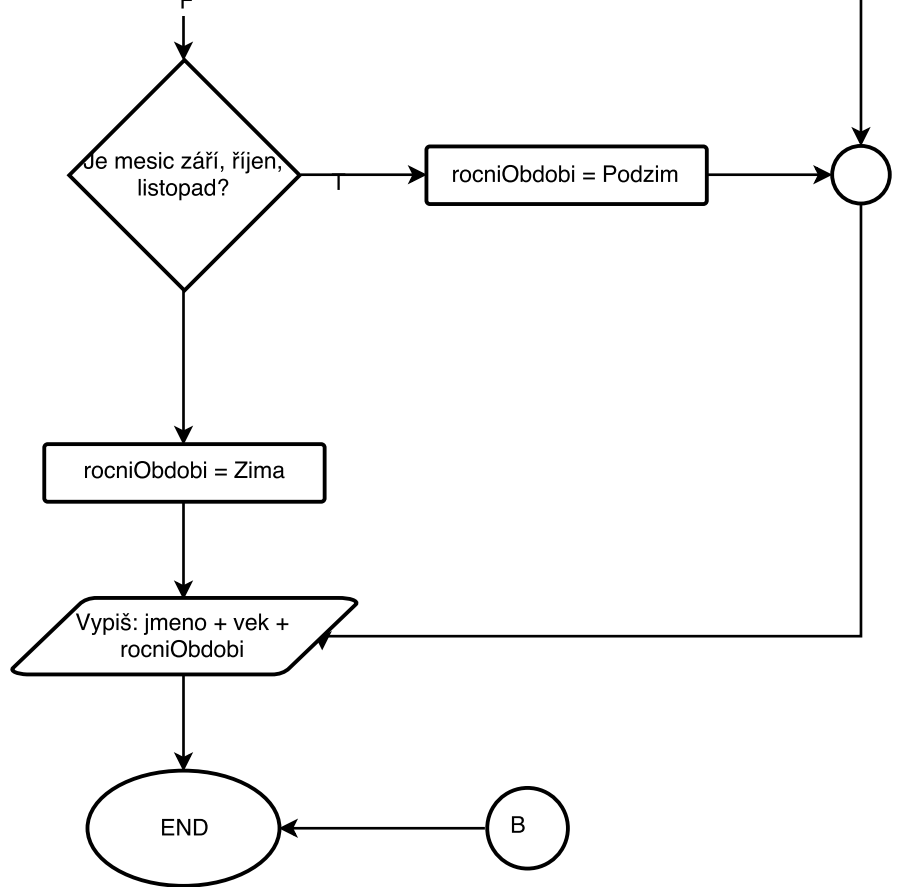 F
Je mesic září, říjen,
listopad?
T
rocniObdobi = Podzim
rocniObdobi = Zima
Vypiš: jmeno + vek +
rocniObdobi
END
B